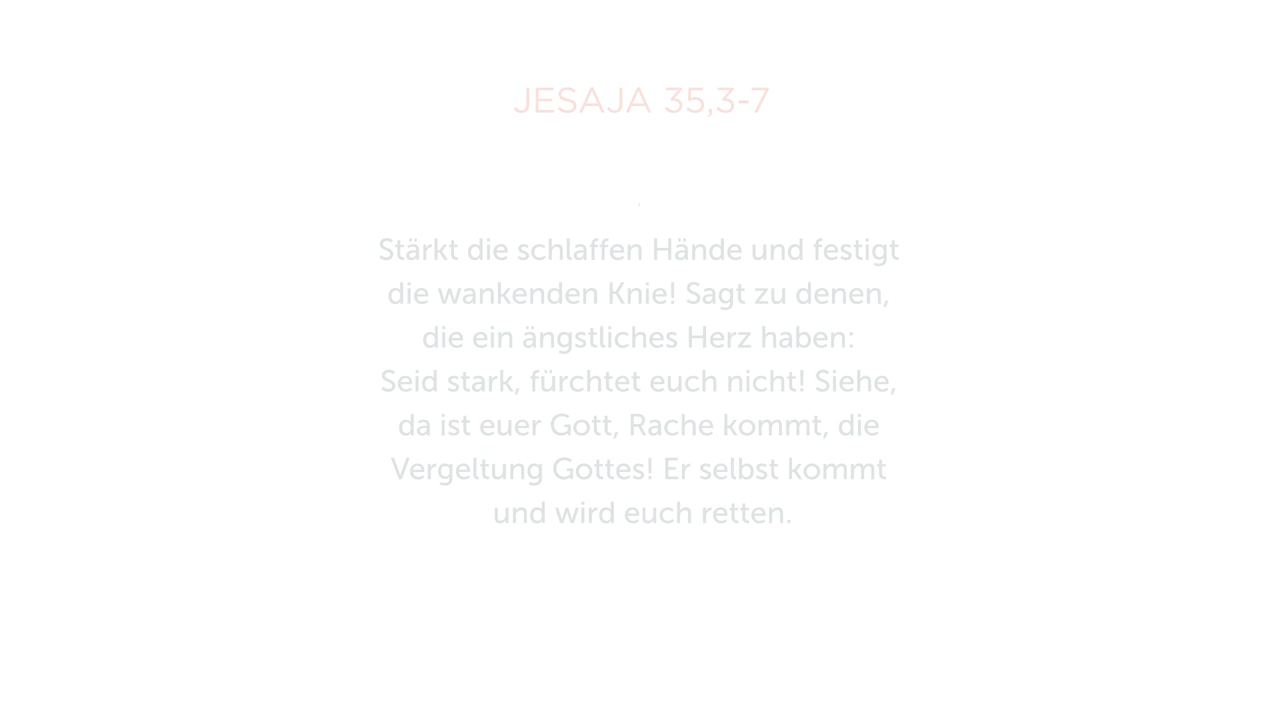 JESAJA 35,3-7
Stärkt die schlaffen Hände und festigt
die wankenden Knie! Sagt zu denen,
die ein ängstliches Herz haben:
Seid stark, fürchtet euch nicht! Siehe,
da ist euer Gott, Rache kommt, die
Vergeltung Gottes! Er selbst kommt
und wird euch retten.